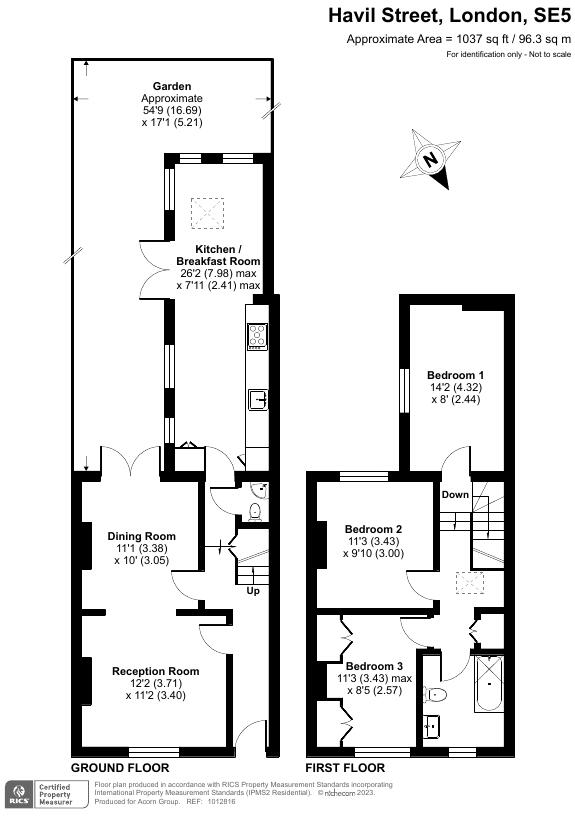 Havil Street, London, SE5
Approximate Area = 1037 sq ft / 96.3 sq m
For identification only - Not to scale
Garden
Approximate
54'9 (16.69)
x 17'1 (5.21)
N
Kitchen /
Breakfast Room
26'2 (7.98) max
x 7'11 (2.41) max
Bedroom 1
14'2 (4.32)
x 8' (2.44)
Down
Dining Room
11'1 (3.38)
x 10' (3.05)
Bedroom 2
11'3 (3.43)
x 9'10 (3.00)
Up
Reception Room
12'2 (3.71)
x 11'2 (3.40)
Bedroom 3
11'3 (3.43) max
x 8'5 (2.57)
GROUND FLOOR
FIRST FLOOR
RICS
Certified
Property
Measurer
Floor plan produced in accordance with RICS Property Measurement Standards incorporating
International Property Measurement Standards (IPMS2 Residential). © nichecom 2023.
Produced for Acorn Group. REF: 1012816